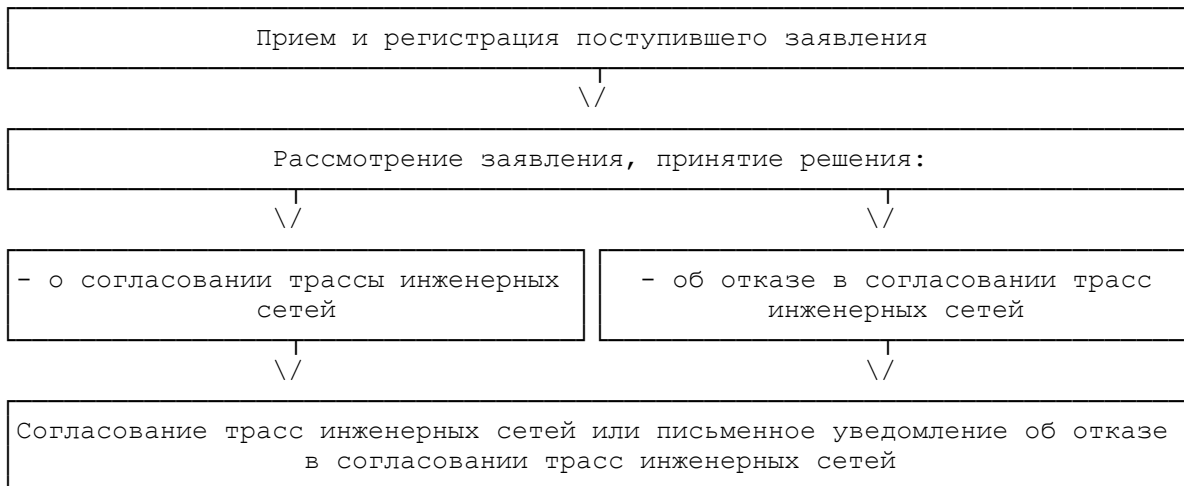 Прием и регистрация поступившего заявления
\/
Рассмотрение заявления, принятие решения:
\/ \/
- о согласовании трассы инженерных
сетей
- об отказе в согласовании трасс
инженерных сетей
\/ \/
Согласование трасс инженерных сетей или письменное уведомление об отказе
в согласовании трасс инженерных сетей